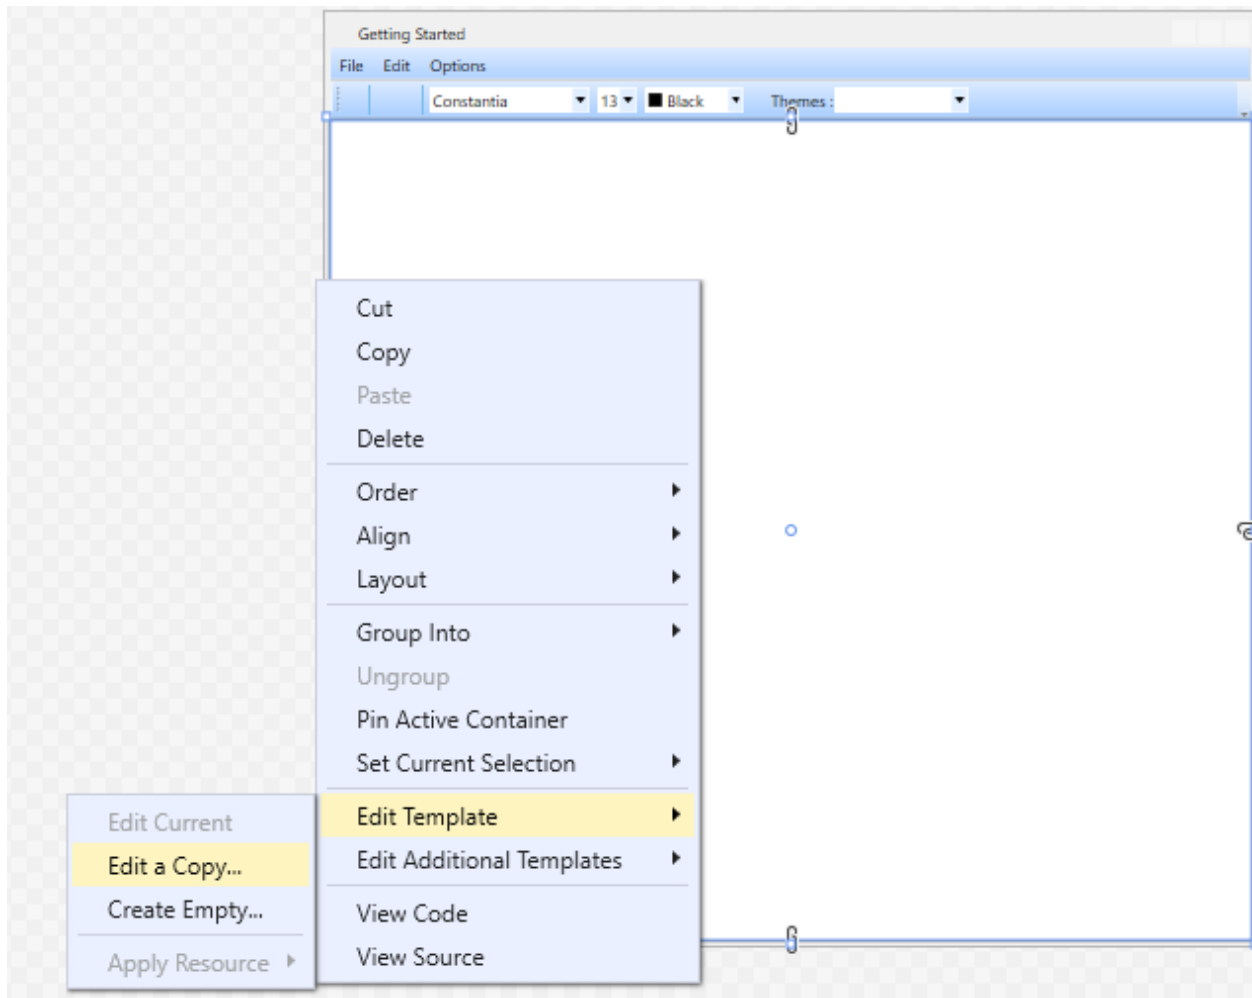 Getting Started
File Edit Options
Constantia 13 Black Themes :
Cut
Copy
Paste
Delete
Order
Align
Layout
Group Into
Ungroup
Pin Active Container
Set Current Selection
Edit Template
Edit Additional Templates
View Code
View Source
Edit Current
Edit a Copy...
Create Empty...
Apply Resource